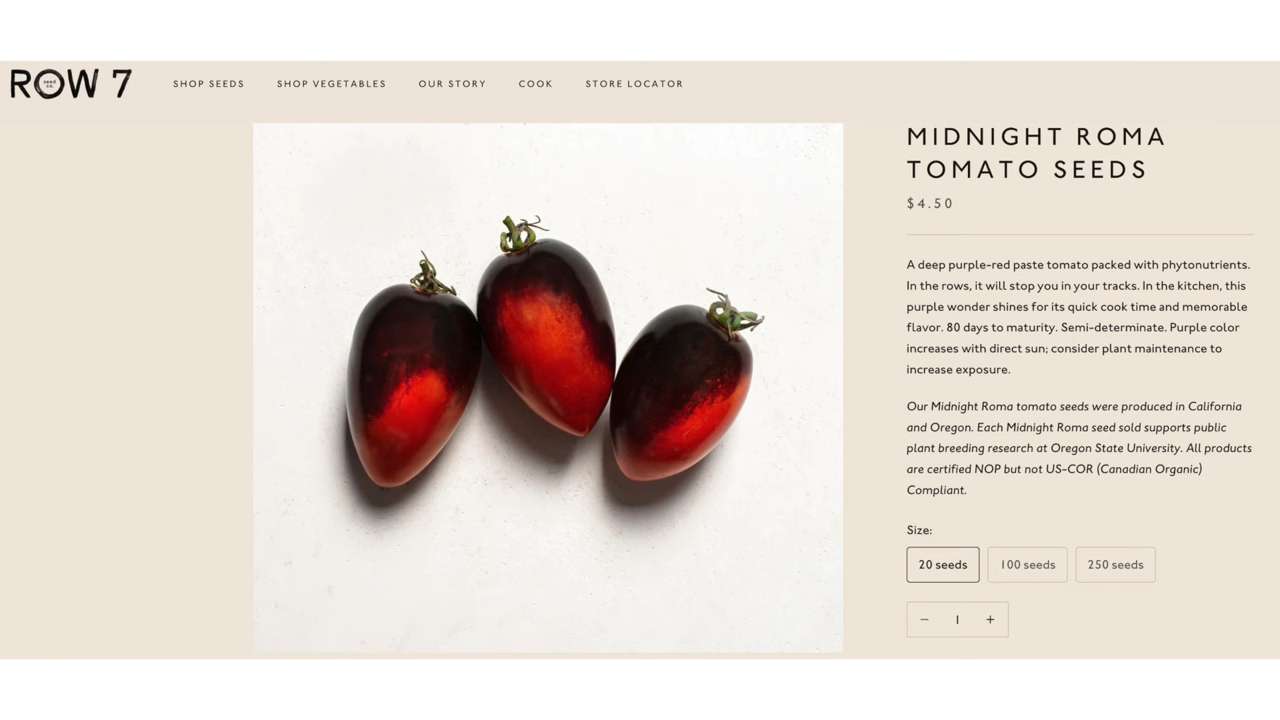 ROW 7
seed
co.
SHOP SEEDS
SHOP VEGETABLES
OUR STORY
COOK
STORE LOCATOR
MIDNIGHT ROMA
TOMATO SEEDS
$4.50
A deep purple-red paste tomato packed with phytonutrients.
In the rows, it will stop you in your tracks. In the kitchen, this
purple wonder shines for its quick cook time and memorable
flavor. 80 days to maturity. Semi-determinate. Purple color
increases with direct sun; consider plant maintenance to
increase exposure.
Our Midnight Roma tomato seeds were produced in California
and Oregon. Each Midnight Roma seed sold supports public
plant breeding research at Oregon State University. All products
are certified NOP but not US-COR (Canadian Organic)
Compliant.
Size:
20 seeds
100 seeds
250 seeds
− 1 +